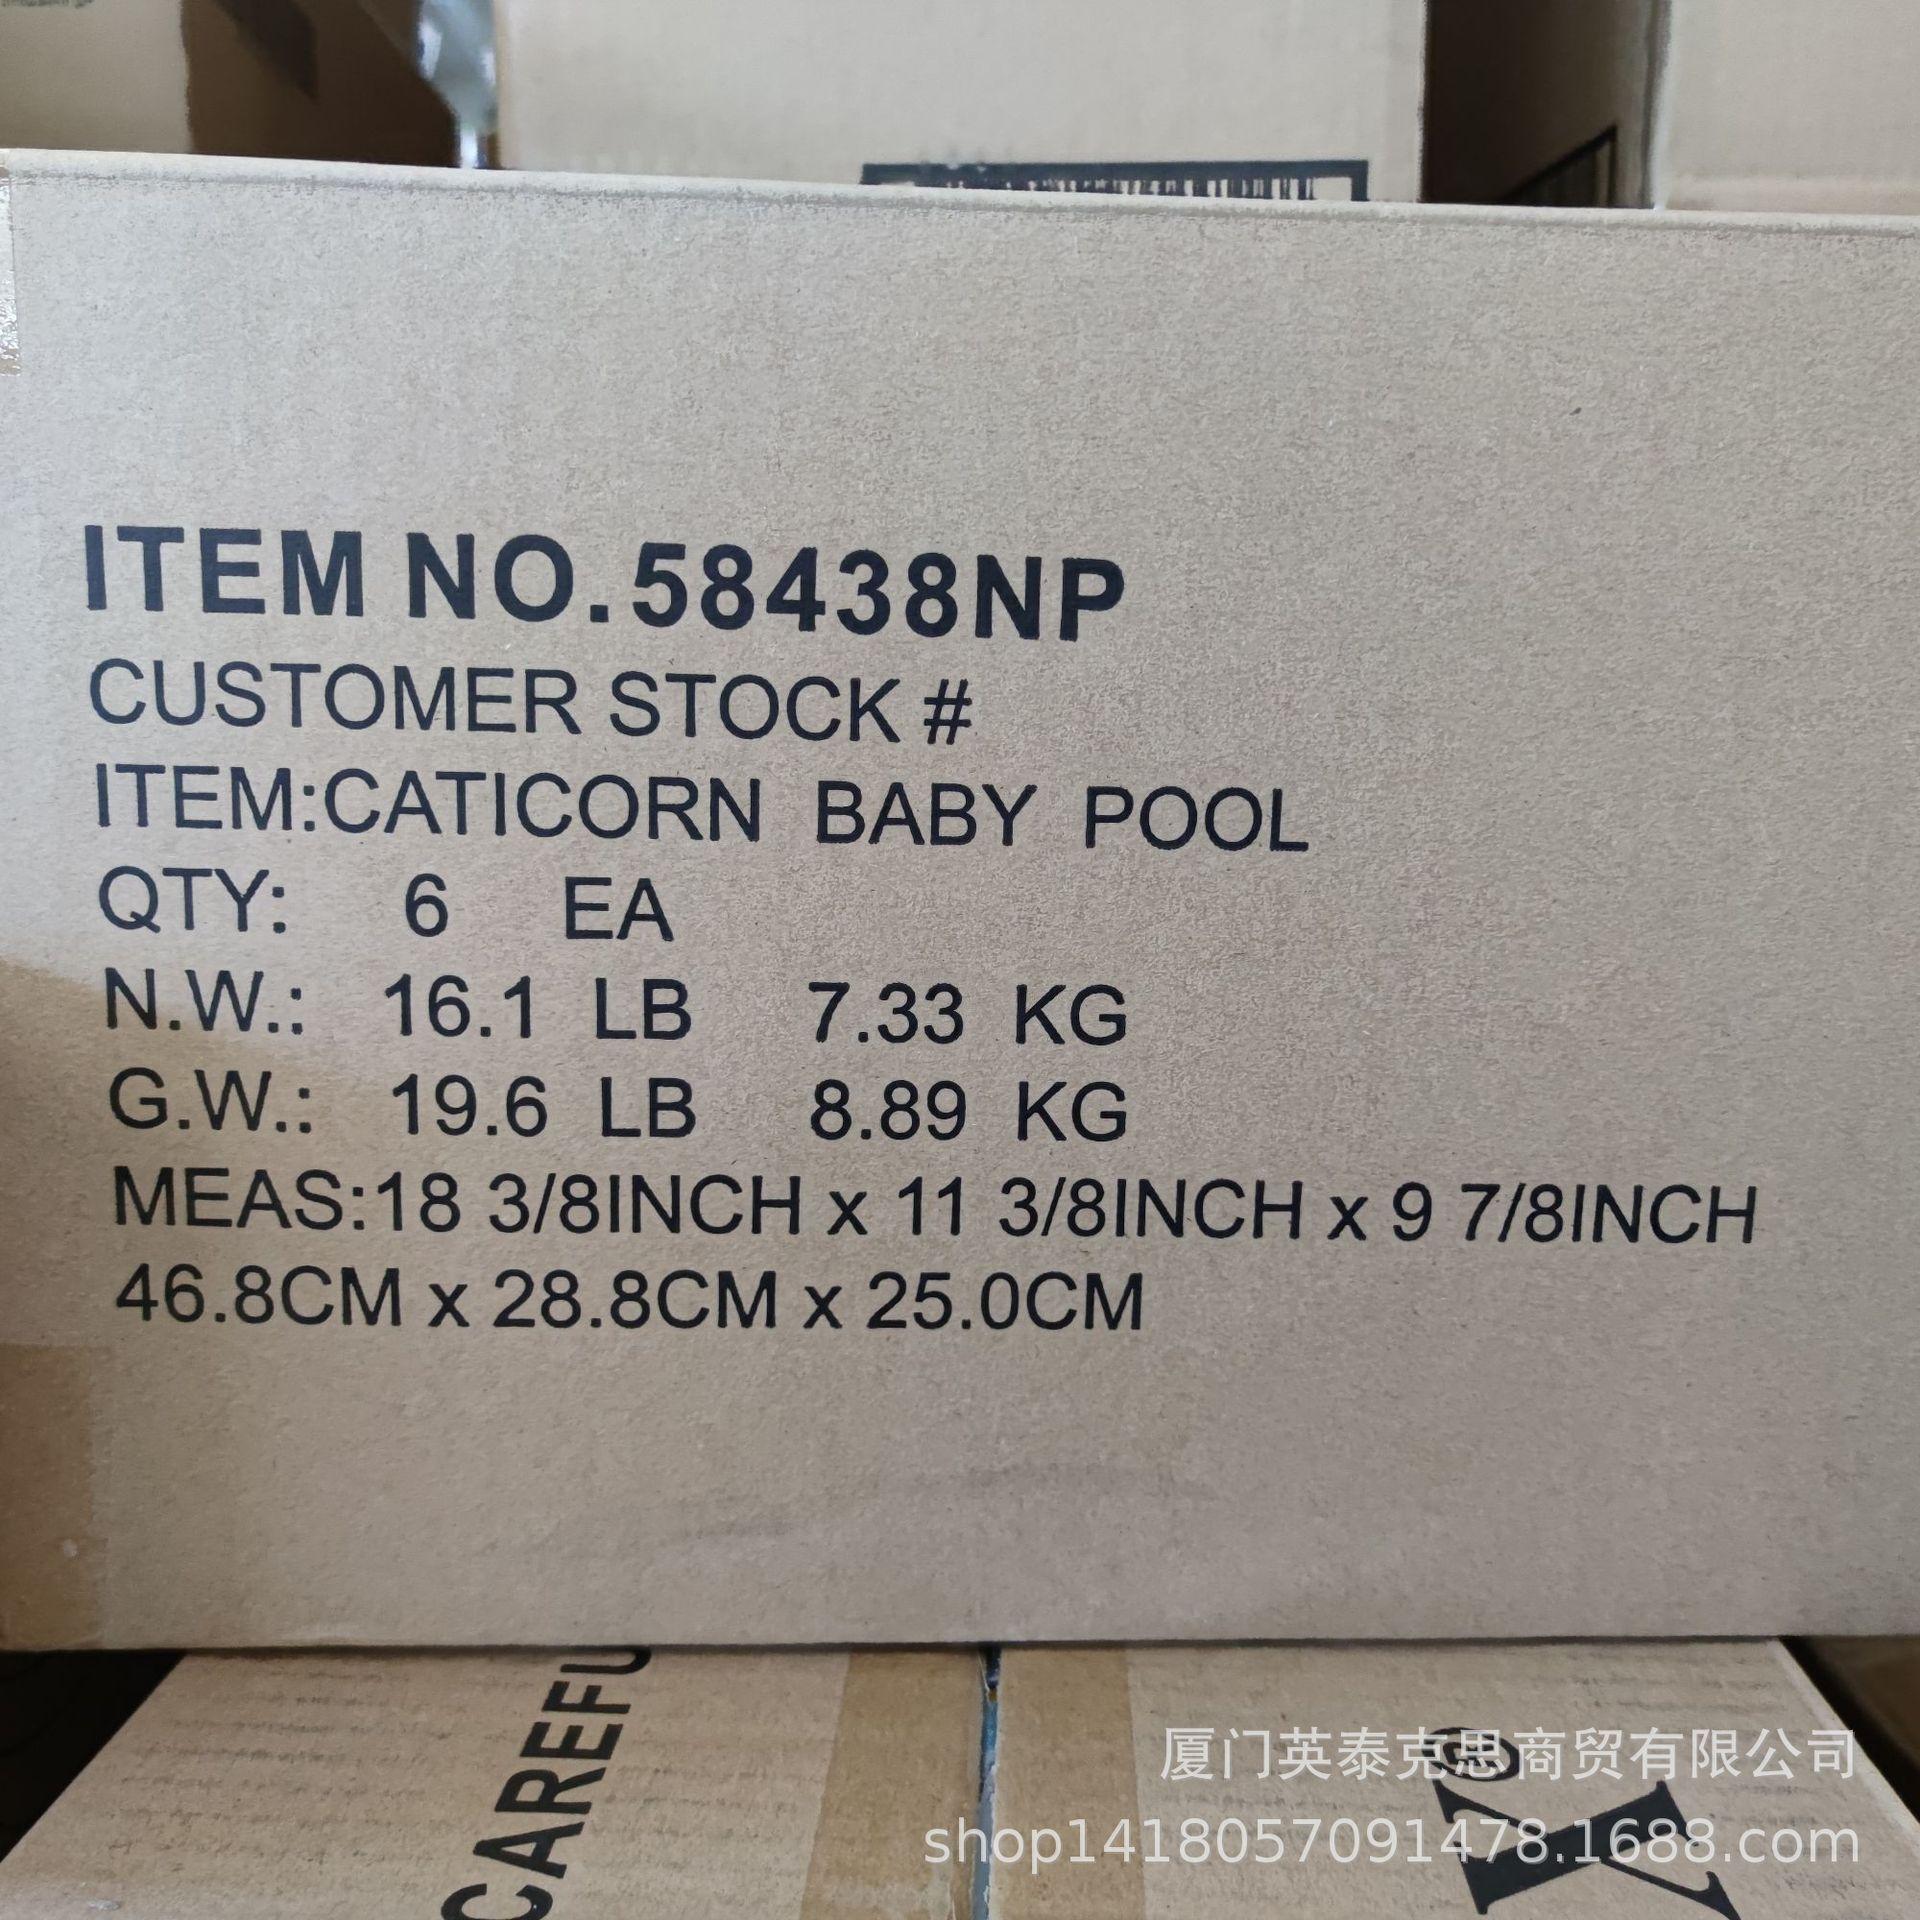 ITEM NO.58438NP
CUSTOMER STOCK #
ITEM:CATICORN BABY POOL
QTY: 6 EA
N.W.: 16.1 LB 7.33 KG
G.W.: 19.6 LB 8.89 KG
MEAS:18 3/8INCH x 11 3/8INCH x 9 7/8INCH
46.8CM x 28.8CM x 25.0CM
CAREFU
厦门英泰克思商贸有限公司
shop1418057091478.1688.com